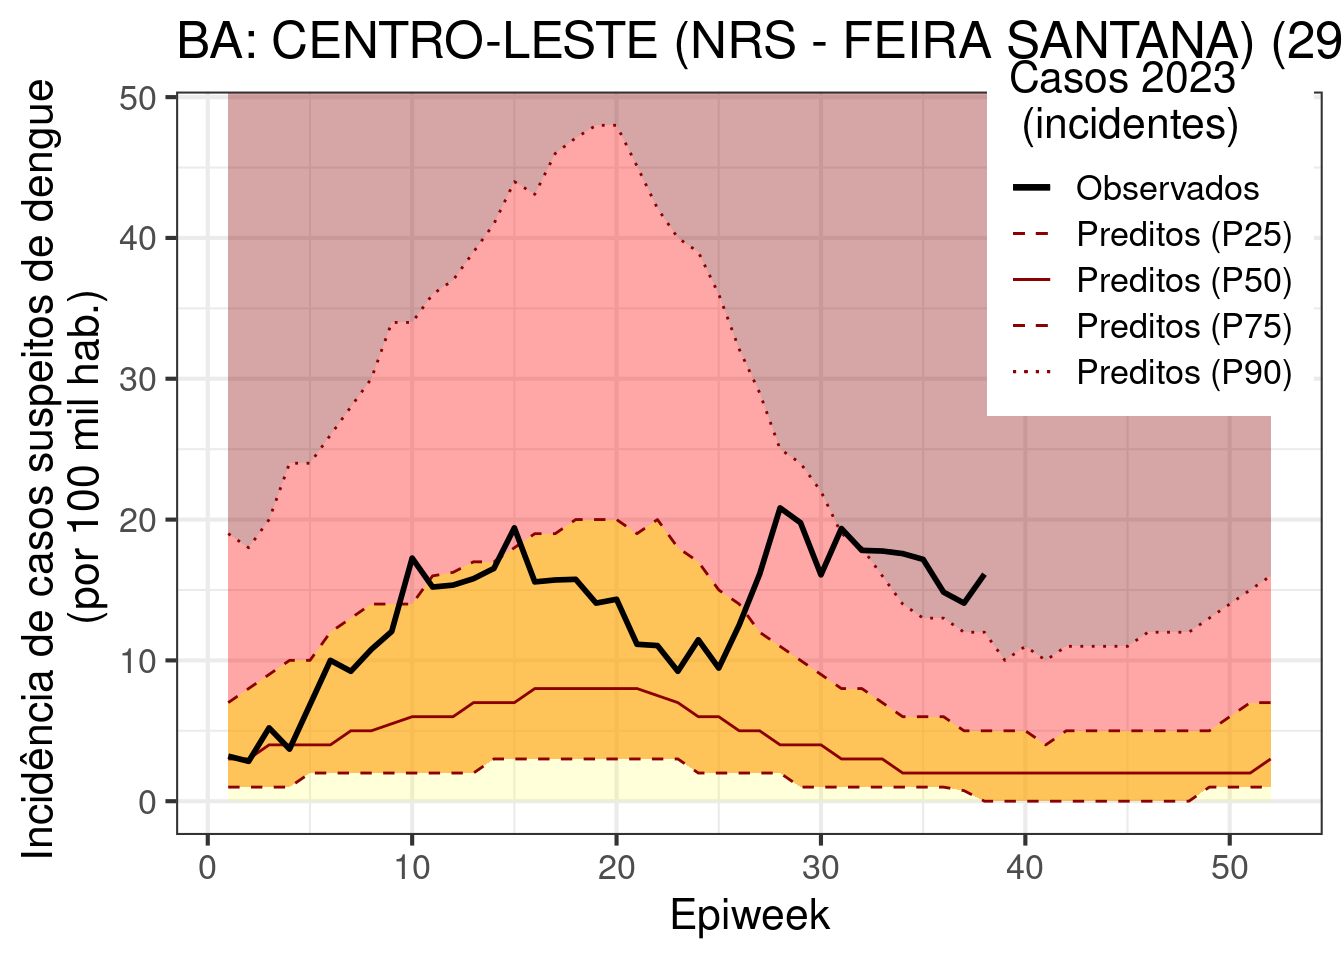 BA: CENTRO-LESTE (NRS - FEIRA SANTANA) (29
Casos 2023
(incidentes)
Observados
Preditos (P25)
Preditos (P50)
Preditos (P75)
Preditos (P90)
Incidência de casos suspeitos de dengue
(por 100 mil hab.)
50
40
30
20
10
0
0 10 20 30 40 50
Epiweek